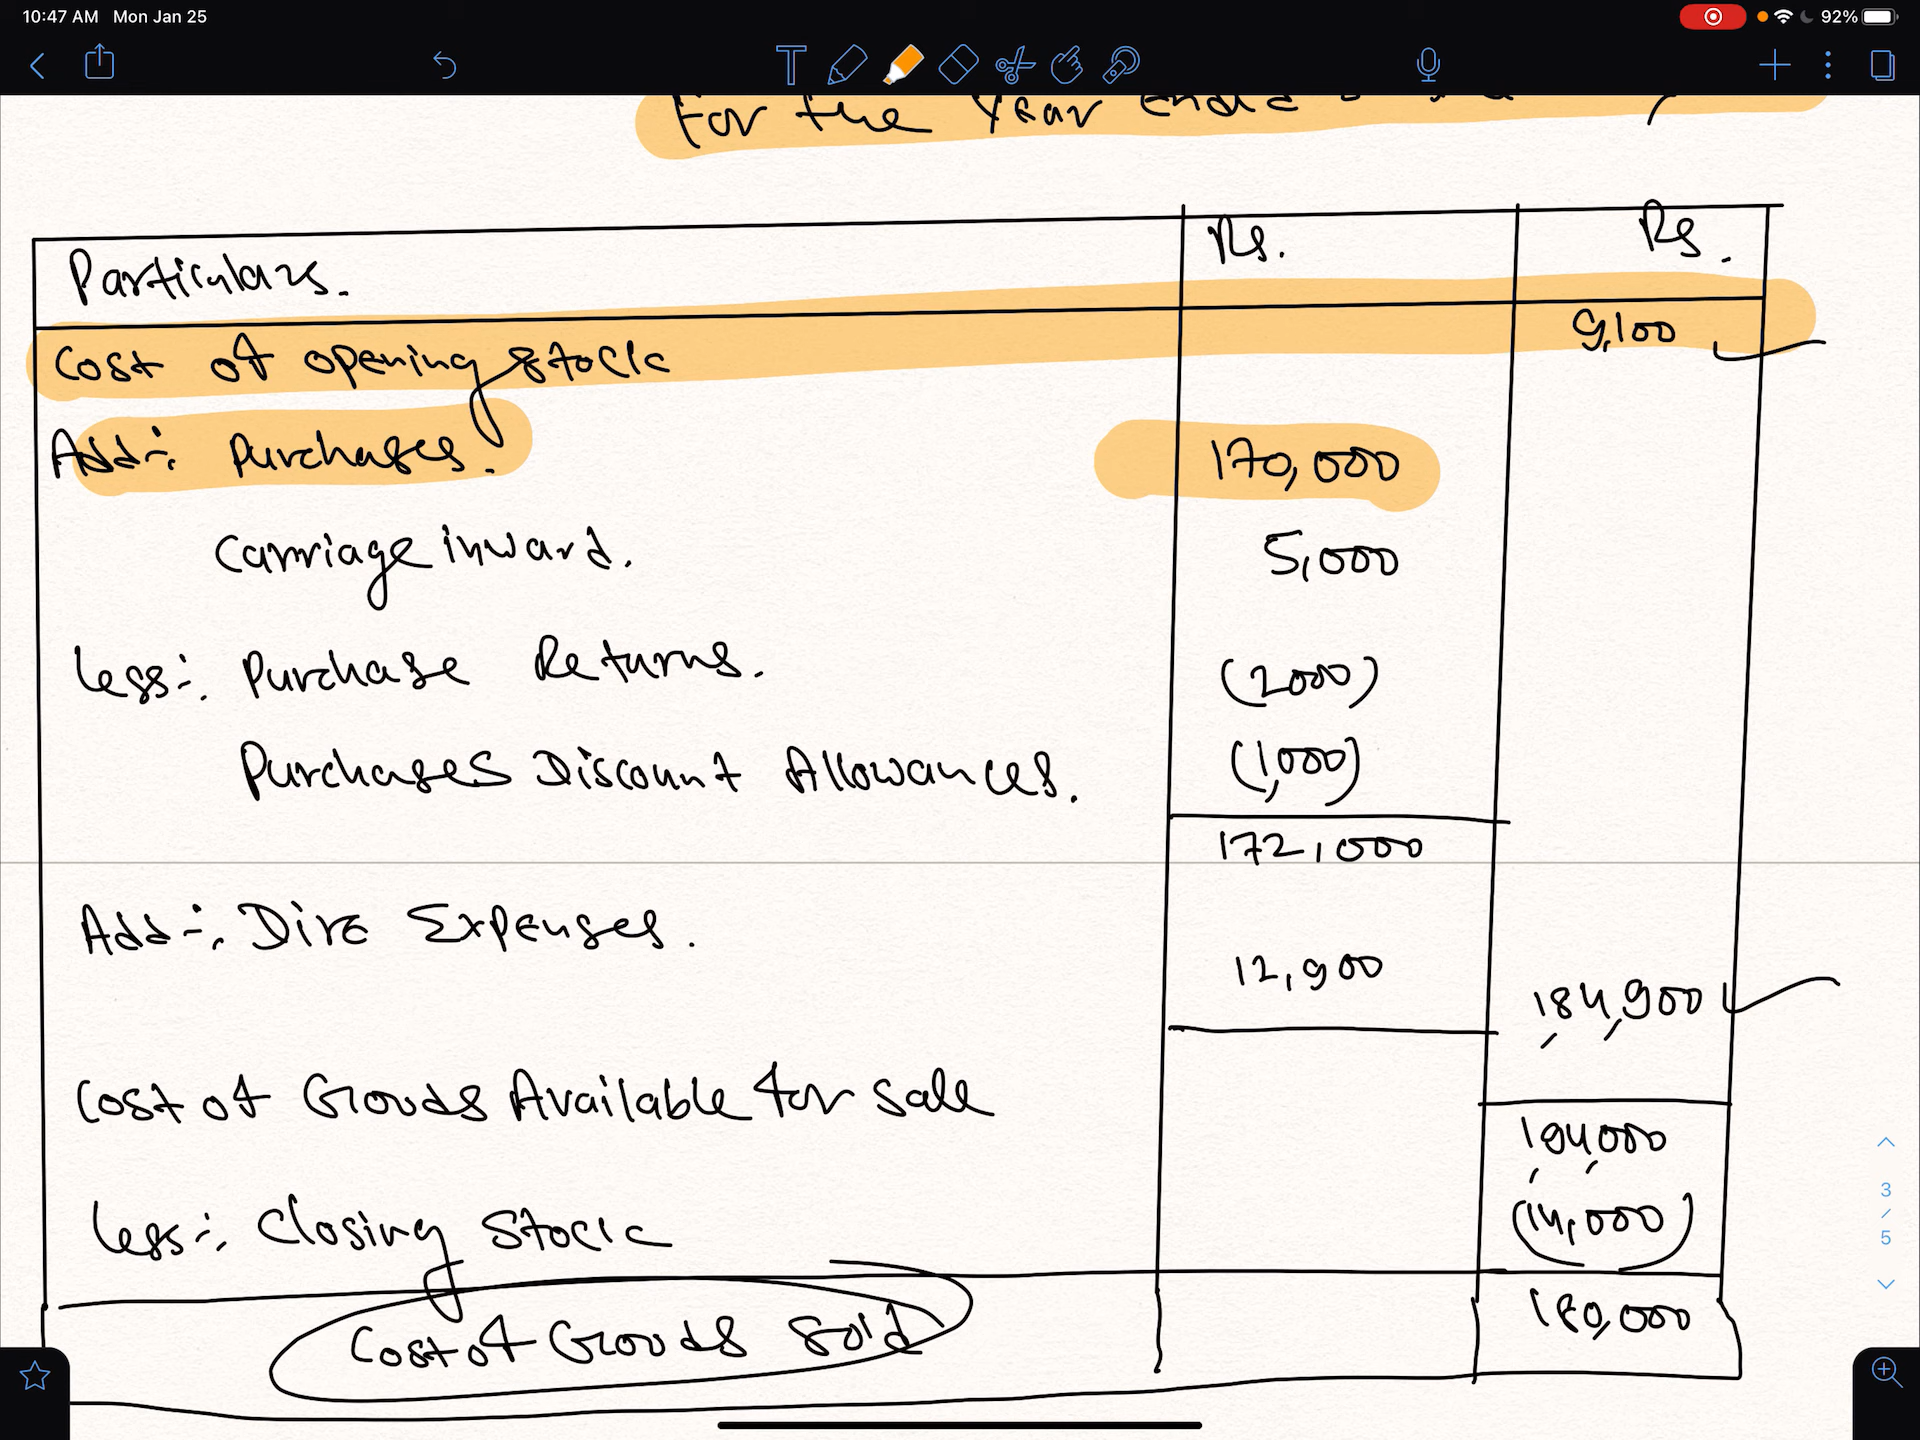 10:47 AM Mon Jan 25
92%
For the Year
Particulars. Rs. Rs.
Cost of opening stock 9,100
Add:- Purchases. 170,000
Carriage inward. 5,000
Less:- Purchase Returns. (2000)
Purchases Discount Allowances. (1,000)
172,000
Add:- Dire Expenses. 12,900
184,900
Cost of Goods Available for sale
194,000
Less:- Closing Stock (14,000)
Cost of Goods Sold 180,000
3
/
5